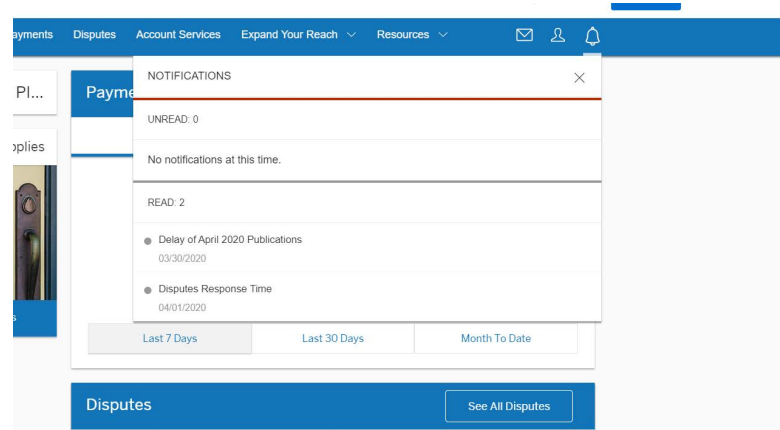 ayments Disputes Account Services Expand Your Reach Resources
NOTIFICATIONS
Pl...
Payme
UNREAD: 0
pplies
No notifications at this time.
READ: 2
Delay of April 2020 Publications
03/30/2020
Disputes Response Time
04/01/2020
s
Last 7 Days Last 30 Days Month To Date
Disputes See All Disputes